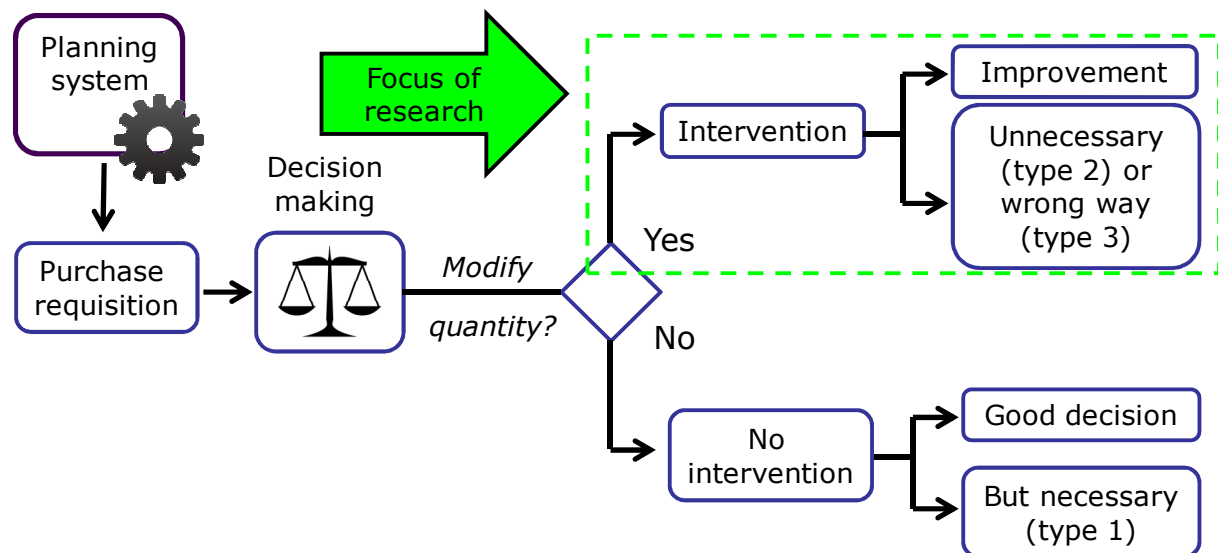 Planning
system
Focus of
research
Improvement
Intervention
Unnecessary
(type 2) or
wrong way
(type 3)
Decision
making
Yes
Purchase
requisition
Modify
quantity?
No
Good decision
No
intervention
But necessary
(type 1)